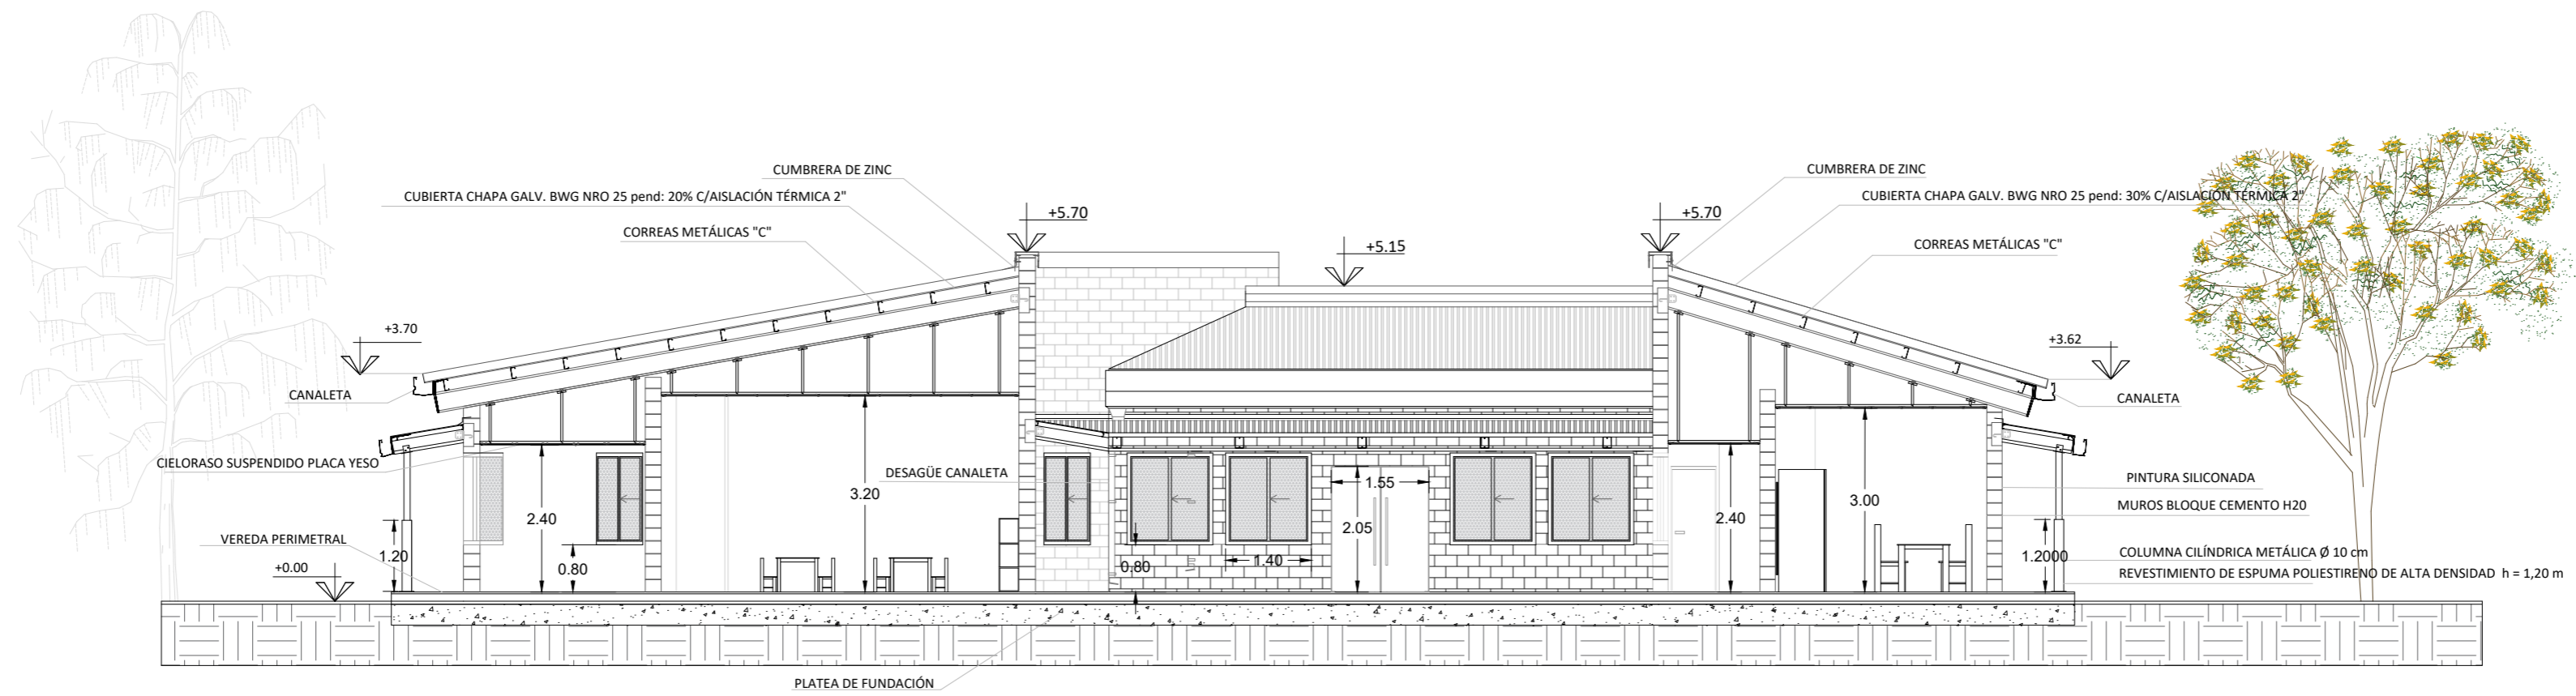 CUMBRERA DE ZINC
CUMBRERA DE ZINC
CUBIERTA CHAPA GALV. BWG NRO 25 pend: 20% C/AISLACIÓN TÉRMICA 2"
CUBIERTA CHAPA GALV. BWG NRO 25 pend: 30% C/AISLACIÓN TÉRMICA 2"
+5.70
+5.70
CORREAS METÁLICAS "C"
+5.15
CORREAS METÁLICAS "C"
+3.70
+3.62
CANALETA
CANALETA
CIELORASO SUSPENDIDO PLACA YESO
DESAGÜE CANALETA
PINTURA SILICONADA
1.55
3.20
3.00
MUROS BLOQUE CEMENTO H20
2.40
2.05
2.40
VEREDA PERIMETRAL
1.20
0.80
0.80
1.40
1.2000
COLUMNA CILÍNDRICA METÁLICA Ø 10 cm
+0.00
REVESTIMIENTO DE ESPUMA POLIESTIRENO DE ALTA DENSIDAD h = 1,20 m
PLATEA DE FUNDACIÓN